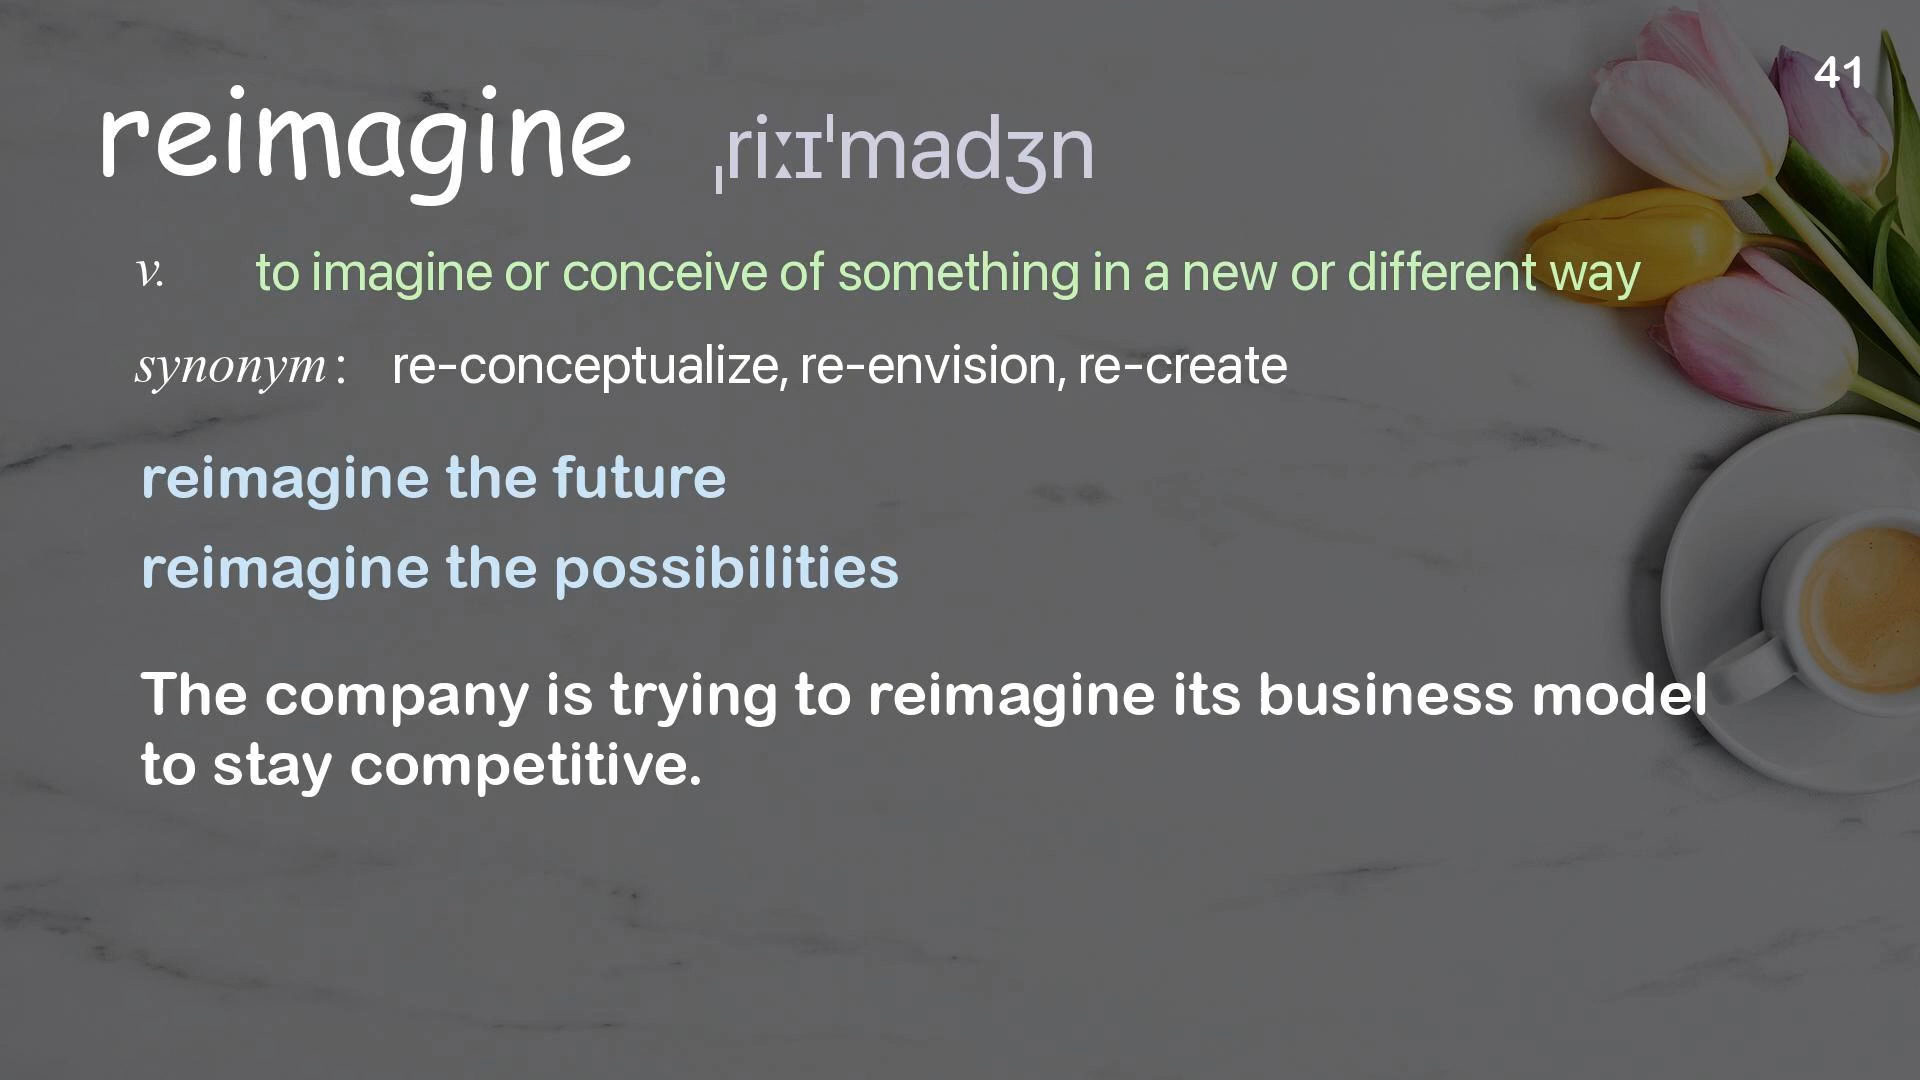 41
reimagine ˌriːɪˈmadʒn
v. to imagine or conceive of something in a new or different way
synonym : re-conceptualize, re-envision, re-create
reimagine the future
reimagine the possibilities
The company is trying to reimagine its business model
to stay competitive.